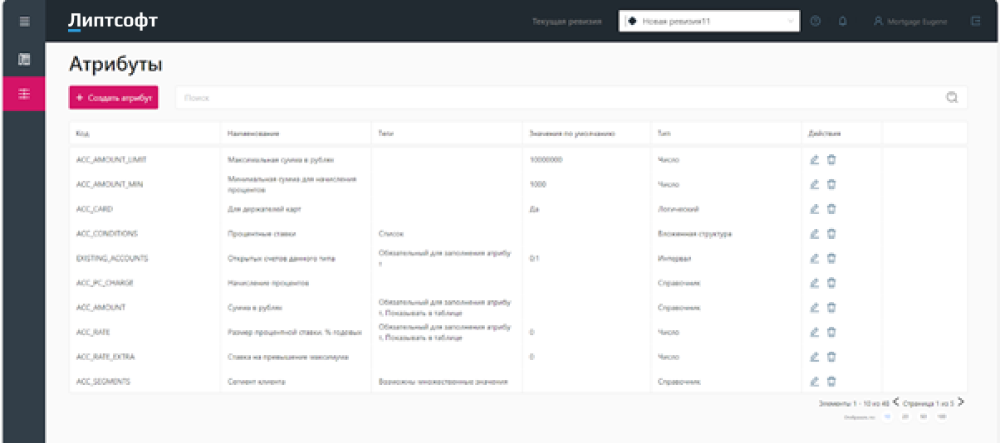 Липтсофт
Текущая ревизия
Новая ревизия11
Mortgage Eugene
Атрибуты
+ Создать атрибут
Поиск
Код Наименование Теги Значения по умолчанию Тип Действия
ACC_AMOUNT_LIMIT Максимальная сумма в рублях 10000000 Число
ACC_AMOUNT_MIN Минимальная сумма для начисления процентов 1000 Число
ACC_CARD Для держателей карт Да Логический
ACC_CONDITIONS Процентные ставки Список Вложенная структура
EXISTING_ACCOUNTS Открытых счетов данного типа Обязательный для заполнения атрибут 0:1 Интервал
ACC_PC_CHARGE Начисление процентов Справочник
ACC_AMOUNT Сумма в рублях Обязательный для заполнения атрибут, Показывать в таблице Справочник
ACC_RATE Размер процентной ставки, % годовых Обязательный для заполнения атрибут, Показывать в таблице 0 Число
ACC_RATE_EXTRA Ставка на превышение максимума 0 Число
ACC_SEGMENTS Сегмент клиента Возможны множественные значения Справочник
Элементы 1 - 10 из 48 Страница 1 из 5
10 20 50 100